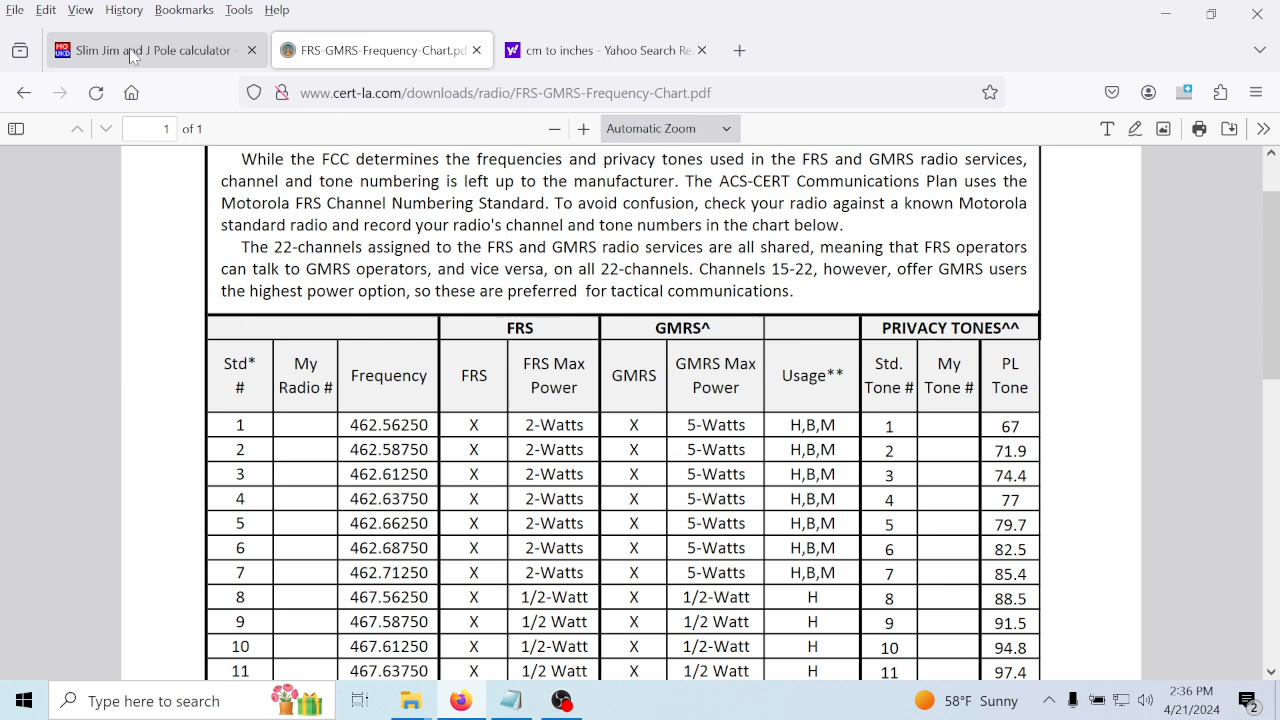 File Edit View History Bookmarks Tools Help
MO UKD Slim Jim and J Pole calculator FRS-GMRS-Frequency-Chart.pd y! cm to inches - Yahoo Search Re
www.cert-la.com/downloads/radio/FRS-GMRS-Frequency-Chart.pdf
1 of 1 Automatic Zoom
While the FCC determines the frequencies and privacy tones used in the FRS and GMRS radio services,
channel and tone numbering is left up to the manufacturer. The ACS-CERT Communications Plan uses the
Motorola FRS Channel Numbering Standard. To avoid confusion, check your radio against a known Motorola
standard radio and record your radio's channel and tone numbers in the chart below.
The 22-channels assigned to the FRS and GMRS radio services are all shared, meaning that FRS operators
can talk to GMRS operators, and vice versa, on all 22-channels. Channels 15-22, however, offer GMRS users
the highest power option, so these are preferred for tactical communications.
FRS GMRS^ PRIVACY TONES^^
Std* # My Radio # Frequency FRS FRS Max Power GMRS GMRS Max Power Usage** Std. Tone # My Tone # PL Tone
1 462.56250 X 2-Watts X 5-Watts H,B,M 1 67
2 462.58750 X 2-Watts X 5-Watts H,B,M 2 71.9
3 462.61250 X 2-Watts X 5-Watts H,B,M 3 74.4
4 462.63750 X 2-Watts X 5-Watts H,B,M 4 77
5 462.66250 X 2-Watts X 5-Watts H,B,M 5 79.7
6 462.68750 X 2-Watts X 5-Watts H,B,M 6 82.5
7 462.71250 X 2-Watts X 5-Watts H,B,M 7 85.4
8 467.56250 X 1/2-Watt X 1/2-Watt H 8 88.5
9 467.58750 X 1/2 Watt X 1/2 Watt H 9 91.5
10 467.61250 X 1/2-Watt X 1/2-Watt H 10 94.8
11 467.63750 X 1/2 Watt X 1/2 Watt H 11 97.4
Type here to search 58°F Sunny 2:36 PM
4/21/2024 2